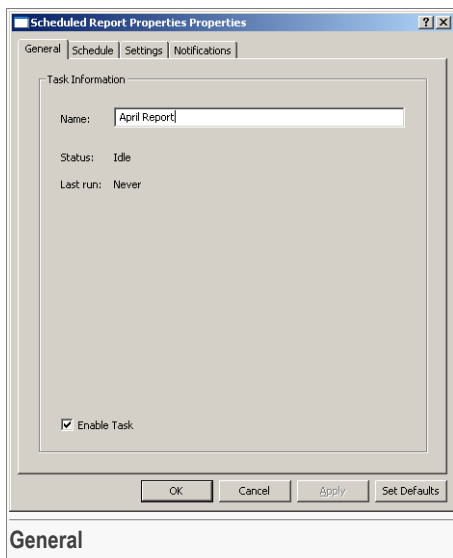 Scheduled Report Properties Properties
General Schedule Settings Notifications
Task Information
Name: April Report
Status: Idle
Last run: Never
Enable Task
OK Cancel Apply Set Defaults
General